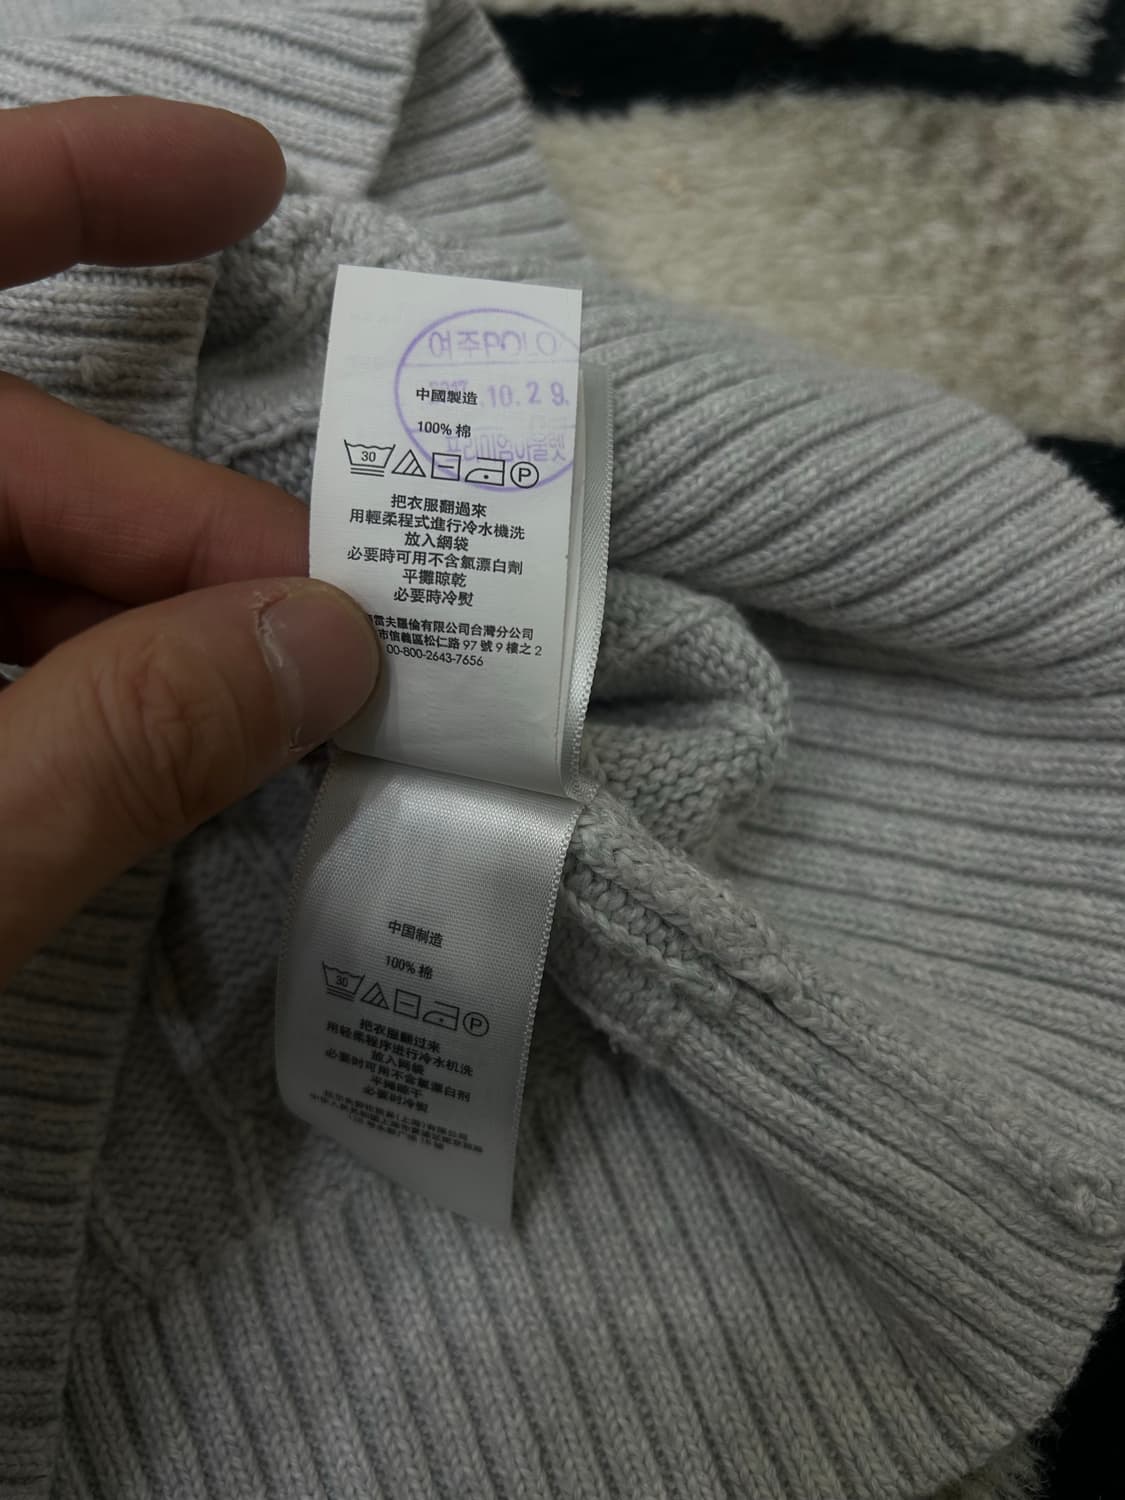 여주POLO
2017.10.29.
프리미엄아울렛
中國製造
100% 棉
30
P
把衣服翻過來
用輕柔程式進行冷水機洗
放入網袋
必要時可用不含氯漂白劑
平攤晾乾
必要時冷熨
雷夫羅倫有限公司台灣分公司
市信義區松仁路 97 號 9 樓之 2
00-800-2643-7656
中国制造
100% 棉
30
P
把衣服翻过来
用轻柔程序进行冷水机洗
放入网袋
必要时可用不含氯漂白剂
平摊晾干
必要时冷熨